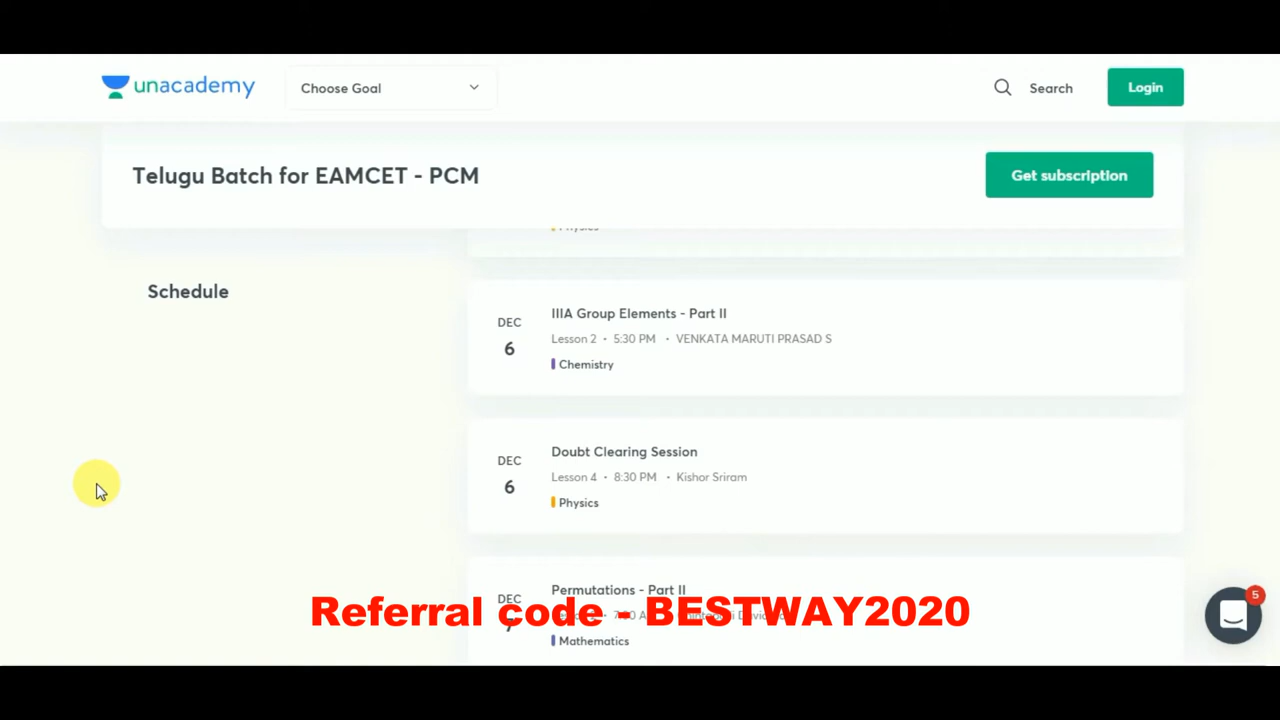 unacademy
Choose Goal
Search
Login
Telugu Batch for EAMCET - PCM
Get subscription
Physics
Schedule
DEC
6
IIIA Group Elements - Part II
Lesson 2 • 5:30 PM • VENKATA MARUTI PRASAD S
Chemistry
DEC
6
Doubt Clearing Session
Lesson 4 • 8:30 PM • Kishor Sriram
Physics
DEC
7
Permutations - Part II
Referral code - BESTWAY2020
Mathematics
5